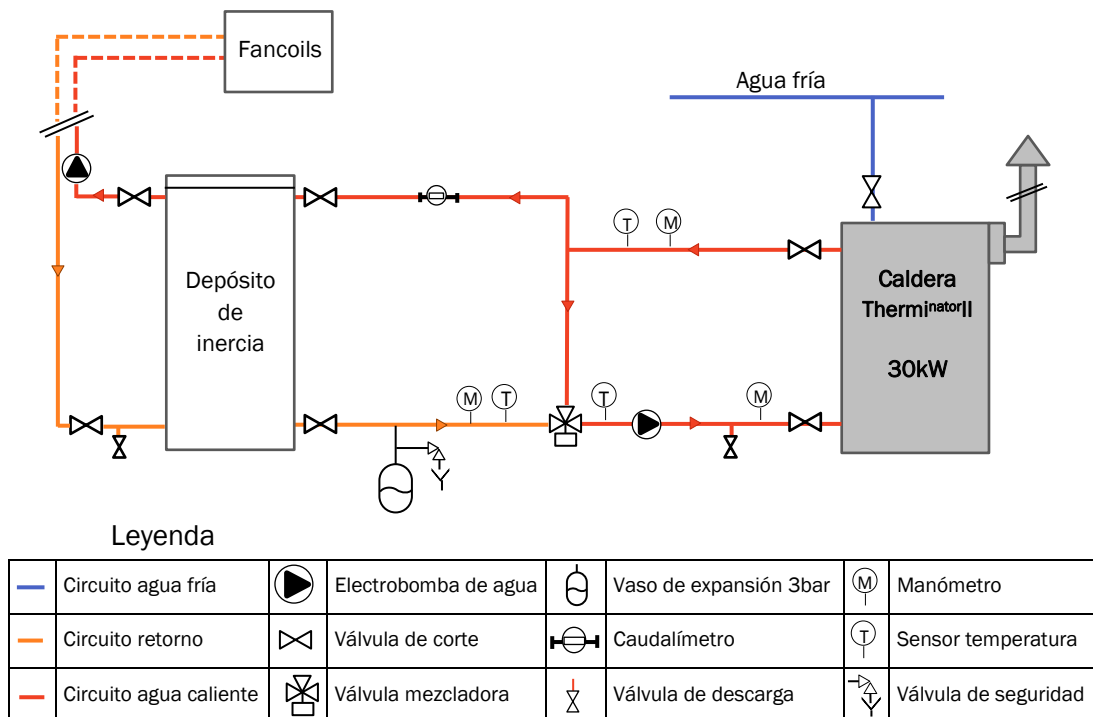 Fancoils
Agua fría
T
M
Depósito
de
inercia
Caldera
TherminatorII
30kW
M
T
T
M
Leyenda
Circuito agua fría
Electrobomba de agua
Vaso de expansión 3bar
M
Manómetro
Circuito retorno
Válvula de corte
Caudalímetro
T
Sensor temperatura
Circuito agua caliente
Válvula mezcladora
Válvula de descarga
Válvula de seguridad